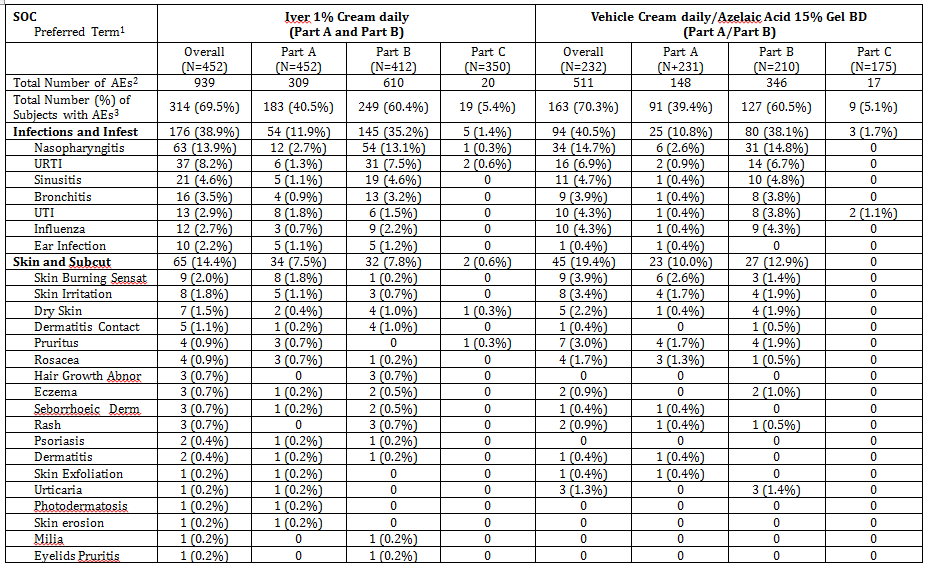 SOC Iver 1% Cream daily Vehicle Cream daily/Azelaic Acid 15% Gel BD
Preferred Term1 (Part A and Part B) (Part A/Part B)
Overall Part A Part B Part C Overall Part A Part B Part C
(N=452) (N=452) (N=412) (N=350) (N=232) (N+231) (N=210) (N=175)
Total Number of AEs2 939 309 610 20 511 148 346 17
Total Number (%) of
Subjects with AEs3 314 (69.5%) 183 (40.5%) 249 (60.4%) 19 (5.4%) 163 (70.3%) 91 (39.4%) 127 (60.5%) 9 (5.1%)
Infections and Infest 176 (38.9%) 54 (11.9%) 145 (35.2%) 5 (1.4%) 94 (40.5%) 25 (10.8%) 80 (38.1%) 3 (1.7%)
Nasopharyngitis 63 (13.9%) 12 (2.7%) 54 (13.1%) 1 (0.3%) 34 (14.7%) 6 (2.6%) 31 (14.8%) 0
URTI 37 (8.2%) 6 (1.3%) 31 (7.5%) 2 (0.6%) 16 (6.9%) 2 (0.9%) 14 (6.7%) 0
Sinusitis 21 (4.6%) 5 (1.1%) 19 (4.6%) 0 11 (4.7%) 1 (0.4%) 10 (4.8%) 0
Bronchitis 16 (3.5%) 4 (0.9%) 13 (3.2%) 0 9 (3.9%) 1 (0.4%) 8 (3.8%) 0
UTI 13 (2.9%) 8 (1.8%) 6 (1.5%) 0 10 (4.3%) 1 (0.4%) 8 (3.8%) 2 (1.1%)
Influenza 12 (2.7%) 3 (0.7%) 9 (2.2%) 0 10 (4.3%) 1 (0.4%) 9 (4.3%) 0
Ear Infection 10 (2.2%) 5 (1.1%) 5 (1.2%) 0 1 (0.4%) 1 (0.4%) 0 0
Skin and Subcut 65 (14.4%) 34 (7.5%) 32 (7.8%) 2 (0.6%) 45 (19.4%) 23 (10.0%) 27 (12.9%) 0
Skin Burning Sensat 9 (2.0%) 8 (1.8%) 1 (0.2%) 0 9 (3.9%) 6 (2.6%) 3 (1.4%) 0
Skin Irritation 8 (1.8%) 5 (1.1%) 3 (0.7%) 0 8 (3.4%) 4 (1.7%) 4 (1.9%) 0
Dry Skin 7 (1.5%) 2 (0.4%) 4 (1.0%) 1 (0.3%) 5 (2.2%) 1 (0.4%) 4 (1.9%) 0
Dermatitis Contact 5 (1.1%) 1 (0.2%) 4 (1.0%) 0 1 (0.4%) 0 1 (0.5%) 0
Pruritus 4 (0.9%) 3 (0.7%) 0 1 (0.3%) 7 (3.0%) 4 (1.7%) 4 (1.9%) 0
Rosacea 4 (0.9%) 3 (0.7%) 1 (0.2%) 0 4 (1.7%) 3 (1.3%) 1 (0.5%) 0
Hair Growth Abnor 3 (0.7%) 0 3 (0.7%) 0 0 0 0 0
Eczema 3 (0.7%) 1 (0.2%) 2 (0.5%) 0 2 (0.9%) 0 2 (1.0%) 0
Seborrhoeic Derm 3 (0.7%) 1 (0.2%) 2 (0.5%) 0 1 (0.4%) 1 (0.4%) 0 0
Rash 3 (0.7%) 0 3 (0.7%) 0 2 (0.9%) 1 (0.4%) 1 (0.5%) 0
Psoriasis 2 (0.4%) 1 (0.2%) 1 (0.2%) 0 0 0 0 0
Dermatitis 2 (0.4%) 1 (0.2%) 1 (0.2%) 0 1 (0.4%) 1 (0.4%) 0 0
Skin Exfoliation 1 (0.2%) 1 (0.2%) 0 0 1 (0.4%) 1 (0.4%) 0 0
Urticaria 1 (0.2%) 1 (0.2%) 0 0 3 (1.3%) 0 3 (1.4%) 0
Photodermatosis 1 (0.2%) 1 (0.2%) 0 0 0 0 0 0
Skin erosion 1 (0.2%) 1 (0.2%) 0 0 0 0 0 0
Milia 1 (0.2%) 0 1 (0.2%) 0 0 0 0 0
Eyelids Pruritis 1 (0.2%) 0 1 (0.2%) 0 0 0 0 0